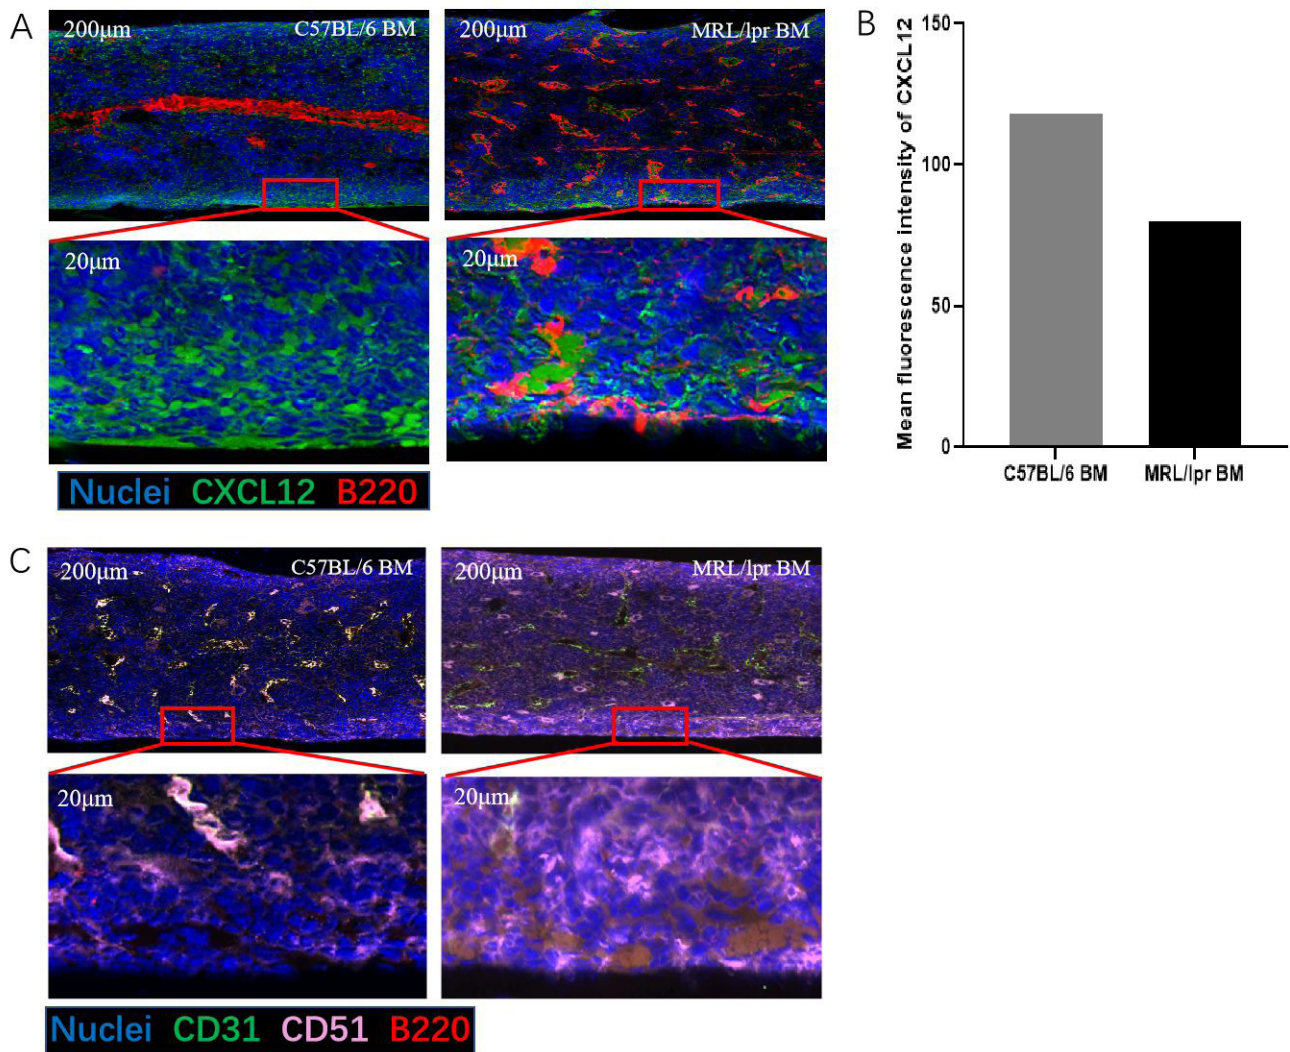 A
200μm C57BL/6 BM
200μm MRL/lpr BM
20μm
20μm
Nuclei CXCL12 B220
B
Mean fluorescence intensity of CXCL12
150
100
50
0
C57BL/6 BM MRL/lpr BM
C
200μm C57BL/6 BM
200μm MRL/lpr BM
20μm
20μm
Nuclei CD31 CD51 B220